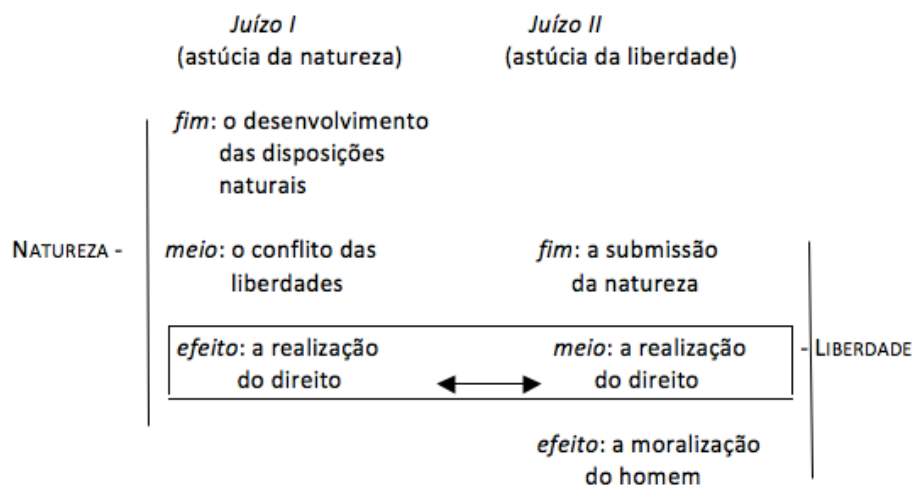 Juízo I Juízo II
(astúcia da natureza) (astúcia da liberdade)
fim: o desenvolvimento
das disposições
naturais
NATUREZA - meio: o conflito das fim: a submissão
liberdades da natureza
efeito: a realização meio: a realização - LIBERDADE
do direito do direito
efeito: a moralização
do homem